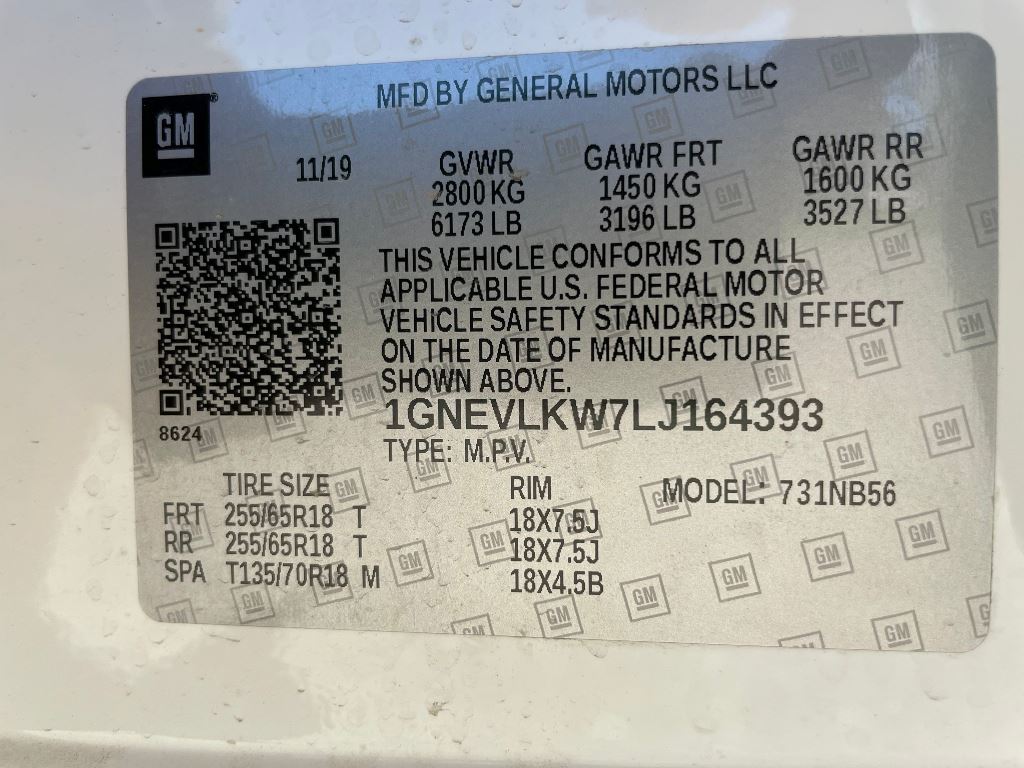 MFD BY GENERAL MOTORS LLC
GM®
11/19
GVWR GAWR FRT GAWR RR
2800 KG 1450 KG 1600 KG
6173 LB 3196 LB 3527 LB
THIS VEHICLE CONFORMS TO ALL
APPLICABLE U.S. FEDERAL MOTOR
VEHICLE SAFETY STANDARDS IN EFFECT
ON THE DATE OF MANUFACTURE
SHOWN ABOVE.
1GNEVLKW7LJ164393
8624
TYPE: M.P.V.
TIRE SIZE RIM MODEL: 731NB56
FRT 255/65R18 T 18X7.5J
RR 255/65R18 T 18X7.5J
SPA T135/70R18 M 18X4.5B